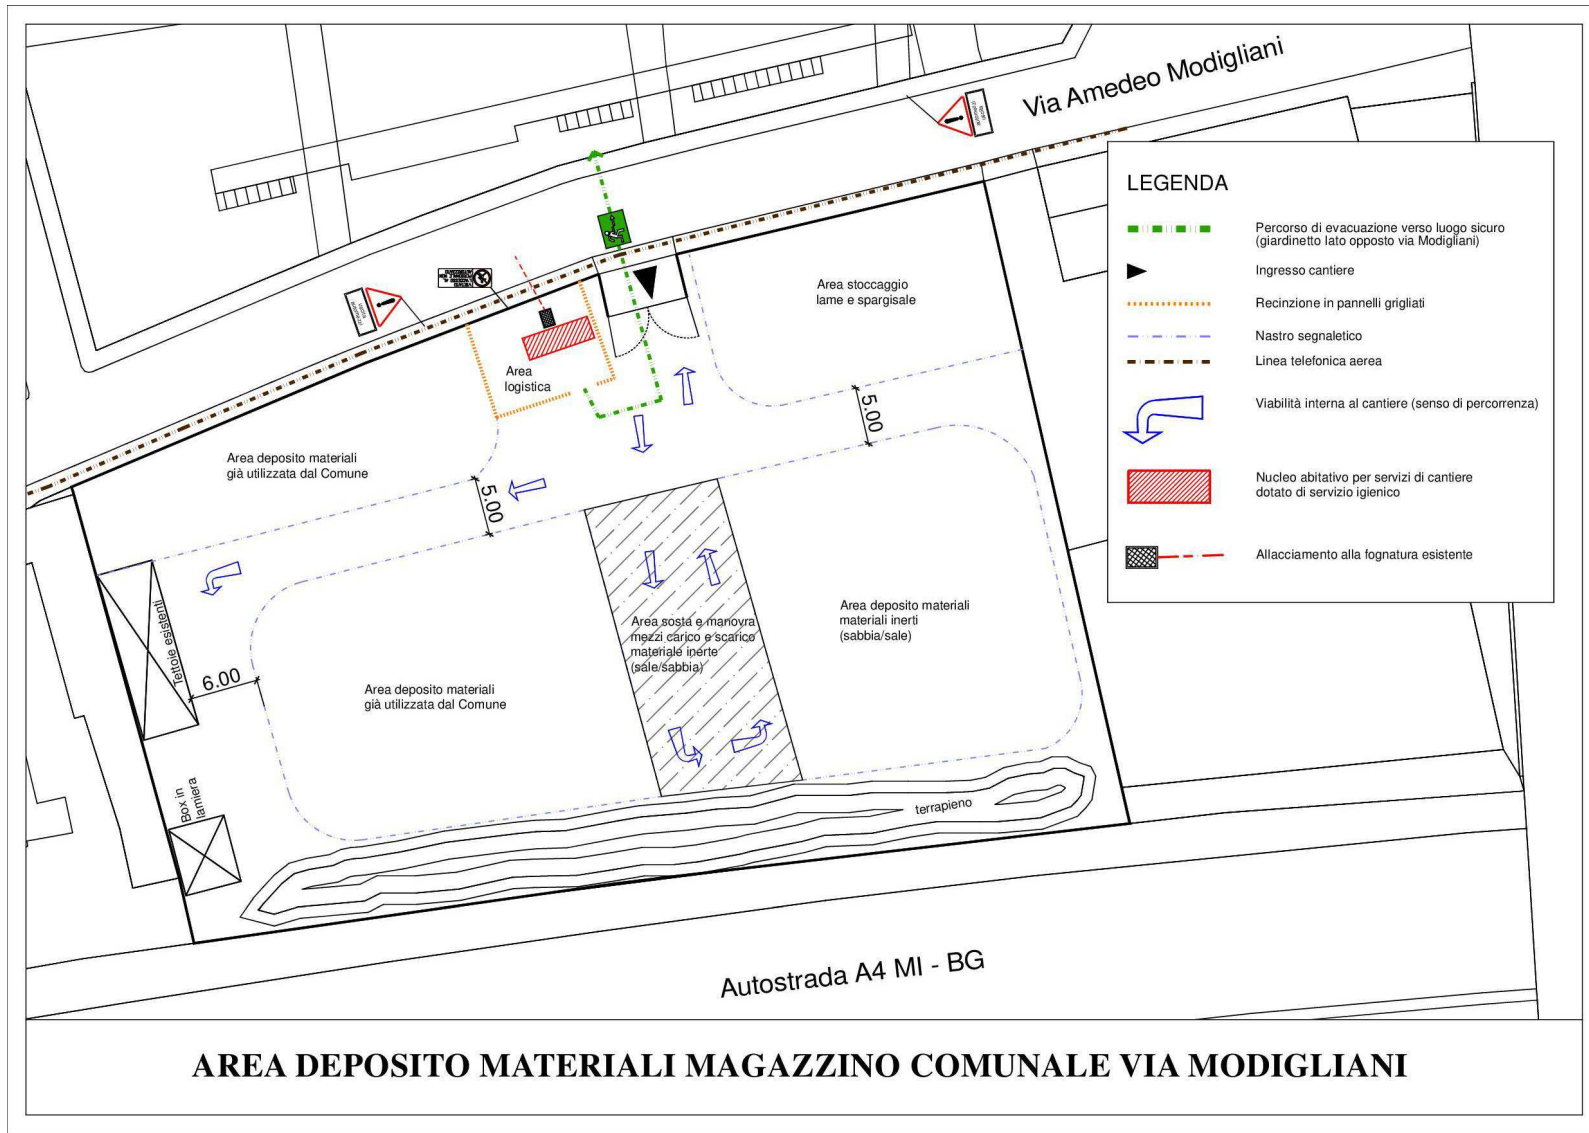 Via Amedeo Modigliani
LEGENDA
Percorso di evacuazione verso luogo sicuro
(giardinetto lato opposto via Modigliani)
Ingresso cantiere
Recinzione in pannelli grigliati
Nastro segnaletico
Linea telefonica aerea
Viabilità interna al cantiere (senso di percorrenza)
Nucleo abitativo per servizi di cantiere
dotato di servizio igienico
Allacciamento alla fognatura esistente
Area stoccaggio
lame e spargisale
Area
logistica
5.00
Area deposito materiali
già utilizzata dal Comune
5.00
Tettoie esistenti
6.00
Area sosta e manovra
mezzi carico e scarico
materiale inerte
(sale/sabbia)
Area deposito materiali
materiali inerti
(sabbia/sale)
Area deposito materiali
già utilizzata dal Comune
Box in
lamiera
terrapieno
Autostrada A4 MI - BG
AREA DEPOSITO MATERIALI MAGAZZINO COMUNALE VIA MODIGLIANI